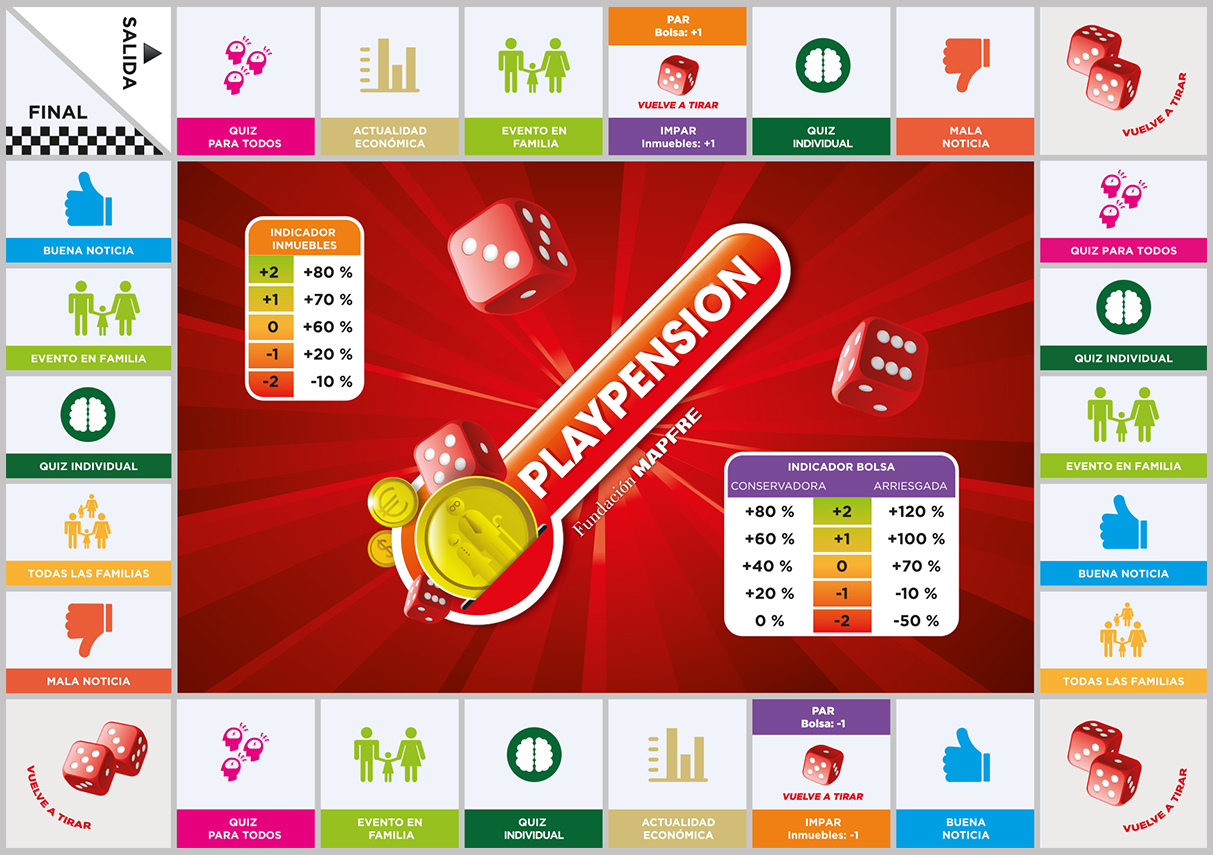 SALIDA
FINAL
QUIZ
PARA TODOS
ACTUALIDAD
ECONÓMICA
EVENTO EN
FAMILIA
PAR
Bolsa: +1
VUELVE A TIRAR
IMPAR
Inmuebles: +1
QUIZ
INDIVIDUAL
MALA
NOTICIA
VUELVE A TIRAR
BUENA NOTICIA
EVENTO EN FAMILIA
QUIZ INDIVIDUAL
TODAS LAS FAMILIAS
MALA NOTICIA
INDICADOR
INMUEBLES
+2 +80 %
+1 +70 %
0 +60 %
-1 +20 %
-2 -10 %
PLAYPENSIÓN
Fundación MAPFRE
€
$
INDICADOR BOLSA
CONSERVADORA ARRIESGADA
+80 % +2 +120 %
+60 % +1 +100 %
+40 % 0 +70 %
+20 % -1 -10 %
0 % -2 -50 %
QUIZ PARA TODOS
QUIZ INDIVIDUAL
EVENTO EN FAMILIA
BUENA NOTICIA
TODAS LAS FAMILIAS
VUELVE A TIRAR
QUIZ
PARA TODOS
EVENTO EN
FAMILIA
QUIZ
INDIVIDUAL
ACTUALIDAD
ECONÓMICA
PAR
Bolsa: -1
VUELVE A TIRAR
IMPAR
Inmuebles: -1
BUENA
NOTICIA
VUELVE A TIRAR